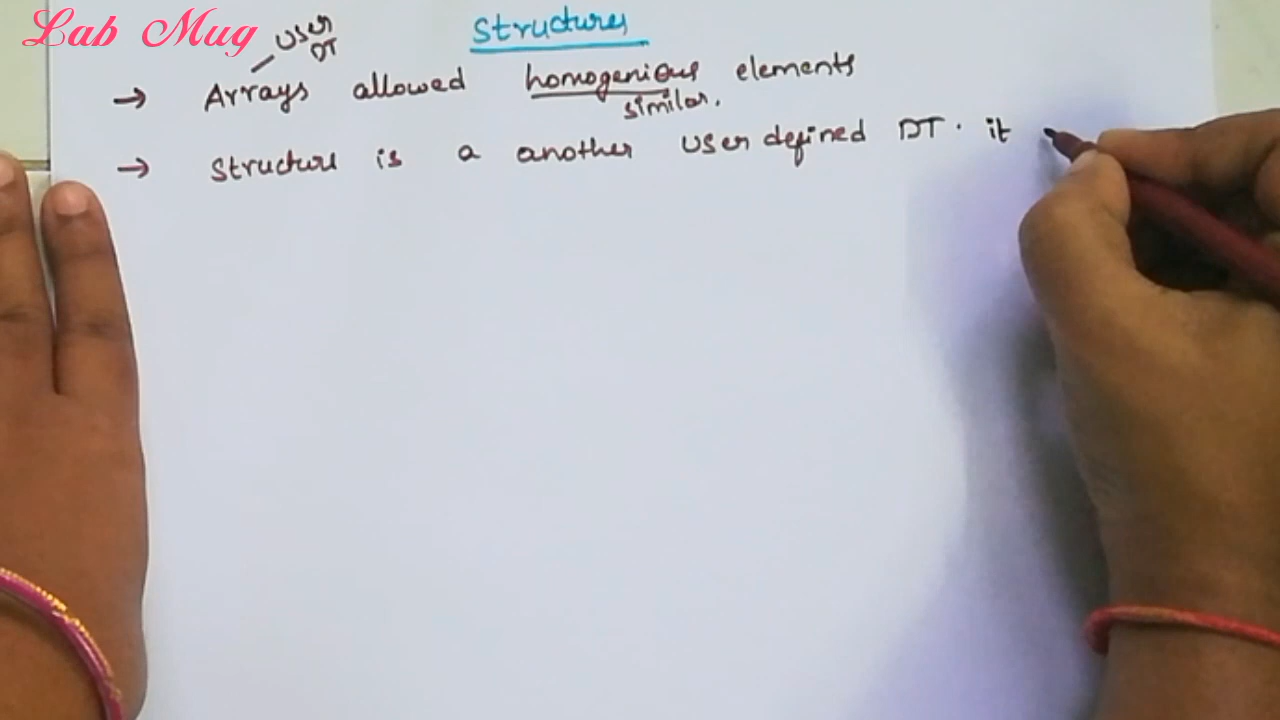 Lab Mug
Structures
User
DT
→ Arrays allowed homogenious elements
similar.
→ Structure is a another user defined DT. it